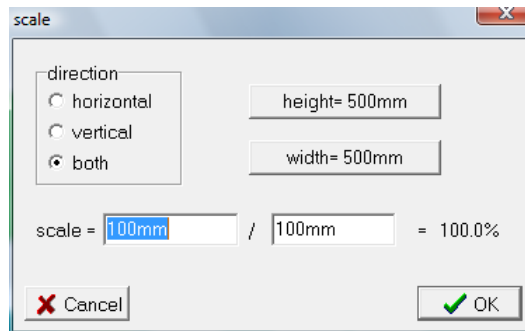 scale
direction
horizontal
vertical
both
height= 500mm
width= 500mm
scale = 100mm / 100mm = 100.0%
Cancel
OK